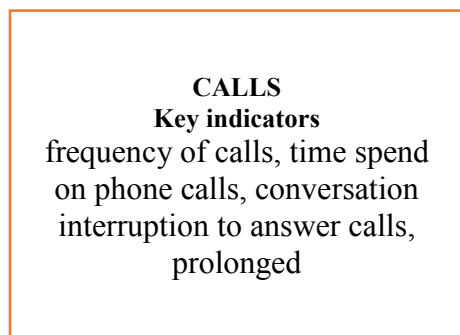 CALLS
Key indicators
frequency of calls, time spend
on phone calls, conversation
interruption to answer calls,
prolonged